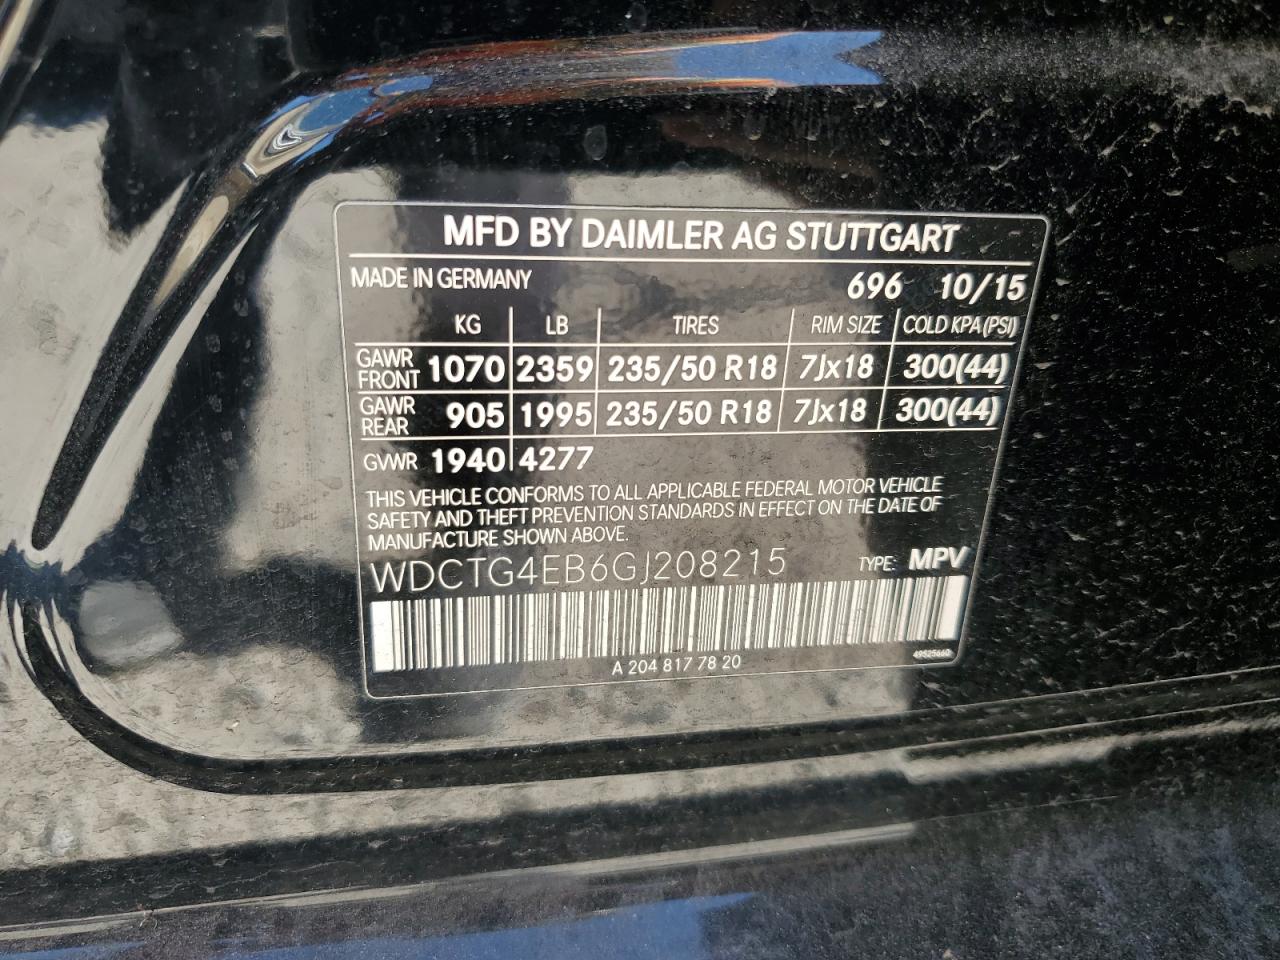 MFD BY DAIMLER AG STUTTGART
MADE IN GERMANY 696 10/15
KG LB TIRES RIM SIZE COLD KPA (PSI)
GAWR FRONT 1070 2359 235/50 R18 7Jx18 300(44)
GAWR REAR 905 1995 235/50 R18 7Jx18 300(44)
GVWR 1940 4277
THIS VEHICLE CONFORMS TO ALL APPLICABLE FEDERAL MOTOR VEHICLE
SAFETY AND THEFT PREVENTION STANDARDS IN EFFECT ON THE DATE OF
MANUFACTURE SHOWN ABOVE.
WDCTG4EB6GJ208215 TYPE: MPV
A 204 817 78 20 49525660